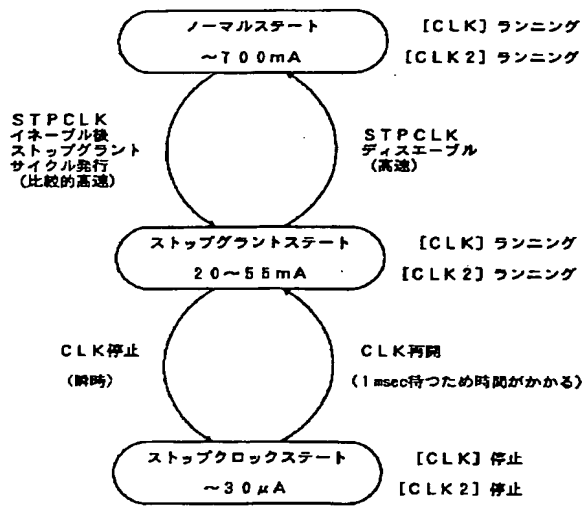 ノーマルステート
～７００ｍＡ
［ＣＬＫ］ランニング
［ＣＬＫ２］ランニング
ＳＴＰＣＬＫ
イネーブル後
ストップグラント
サイクル発行
（比較的高速）
ＳＴＰＣＬＫ
ディスエーブル
（高速）
ストップグラントステート
２０～５５ｍＡ
［ＣＬＫ］ランニング
［ＣＬＫ２］ランニング
ＣＬＫ停止
（瞬時）
ＣＬＫ再開
（１msec待つため時間がかかる）
ストップクロックステート
～３０μＡ
［ＣＬＫ］停止
［ＣＬＫ２］停止